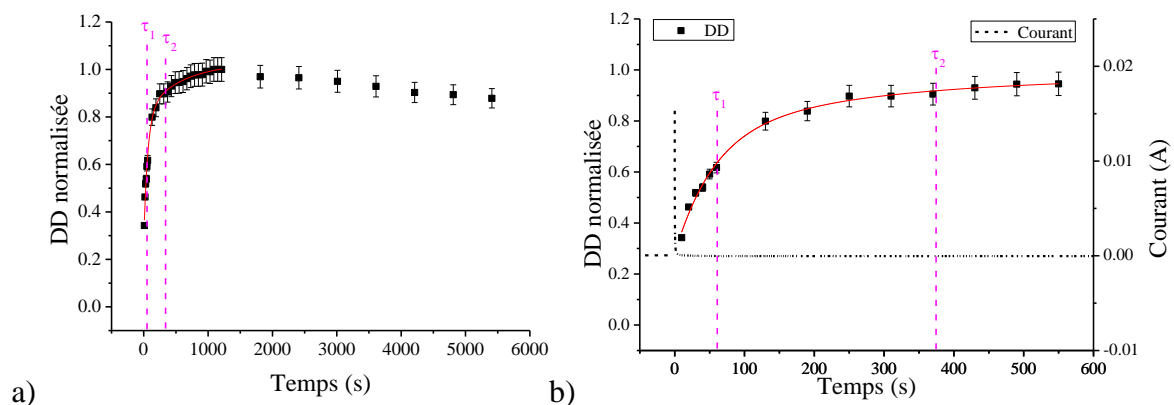 τ1 τ2
1.2
1.0
0.8
0.6
0.4
0.2
0.0
DD normalisée
0 1000 2000 3000 4000 5000 6000
Temps (s)
a)
DD
Courant
τ1
τ2
1.2
1.0
0.8
0.6
0.4
0.2
0.0
DD normalisée
0.02
0.01
0.00
-0.01
Courant (A)
0 100 200 300 400 500 600
Temps (s)
b)